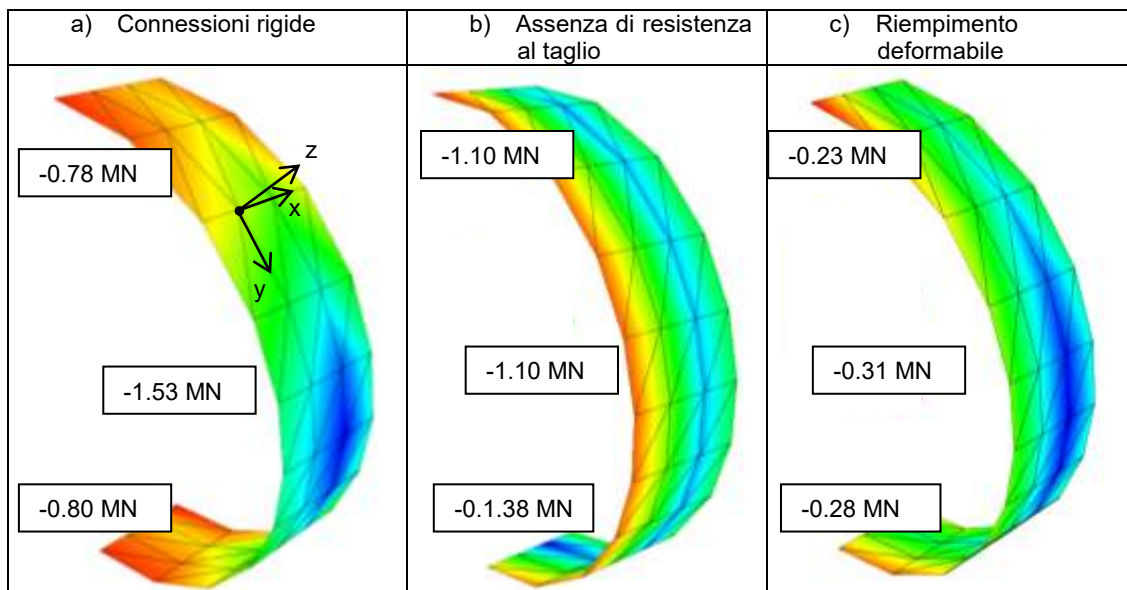 a) Connessioni rigide
b) Assenza di resistenza
al taglio
c) Riempimento
deformabile
-0.78 MN
z
x
y
-1.53 MN
-0.80 MN
-1.10 MN
-1.10 MN
-0.1.38 MN
-0.23 MN
-0.31 MN
-0.28 MN